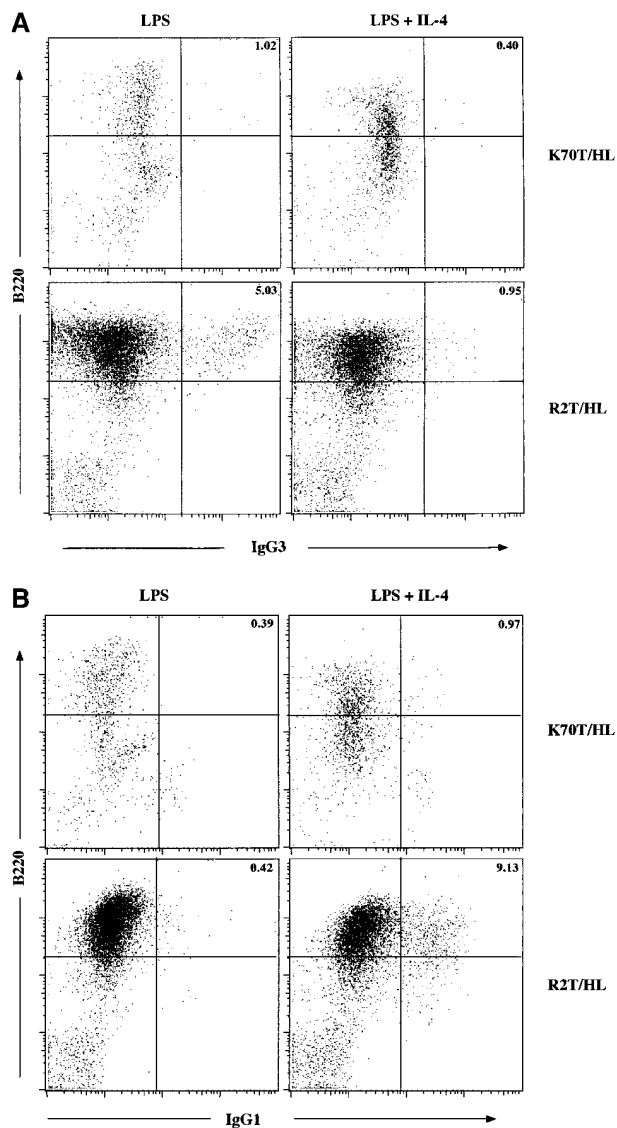 A
LPS
LPS + IL-4
1.02
0.40
K70T/HL
5.03
0.95
R2T/HL
B220
IgG3
B
LPS
LPS + IL-4
0.39
0.97
K70T/HL
0.42
9.13
R2T/HL
B220
IgG1